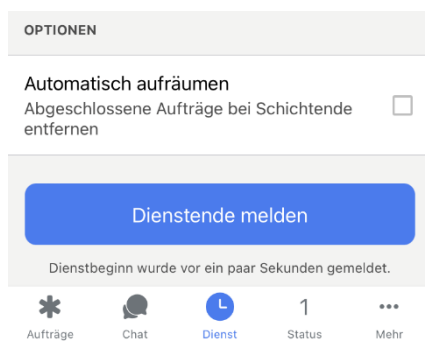 OPTIONEN
Automatisch aufräumen
Abgeschlossene Aufträge bei Schichtende
entfernen
Dienstende melden
Dienstbeginn wurde vor ein paar Sekunden gemeldet.
1
Aufträge Chat Dienst Status Mehr